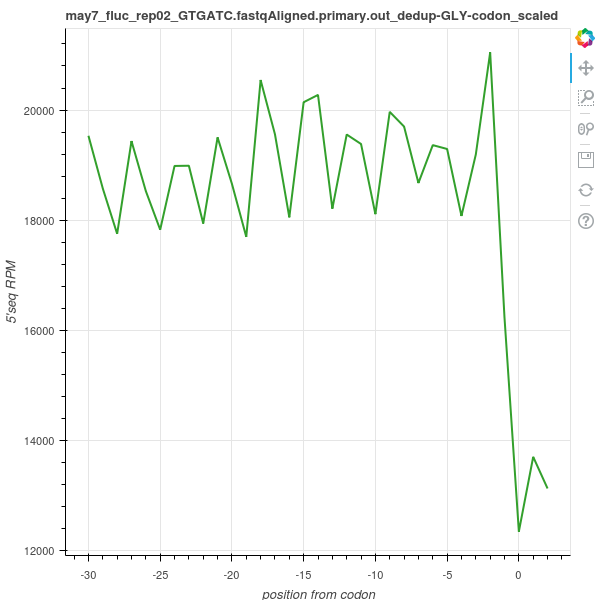 may7_fluc_rep02_GTGATC.fastqAligned.primary.out_dedup-GLY-codon_scaled
20000
18000
16000
14000
12000
5'seq RPM
-30 -25 -20 -15 -10 -5 0
position from codon